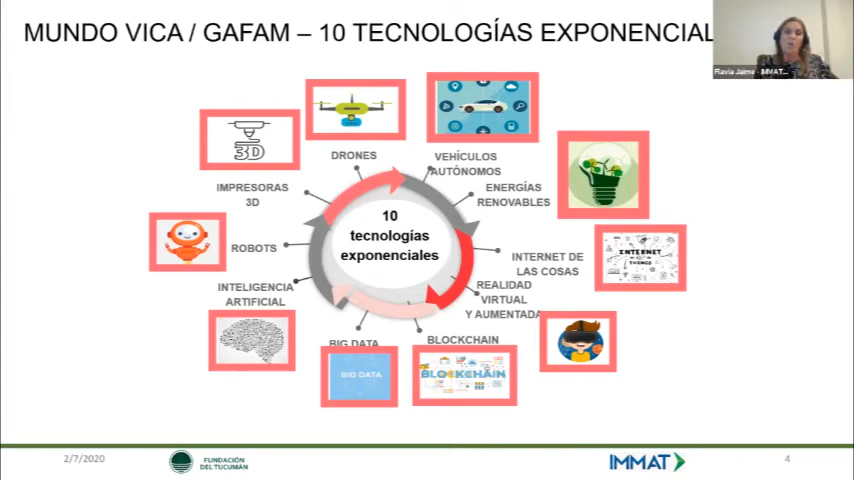 MUNDO VICA / GAFAM – 10 TECNOLOGÍAS EXPONENCIAL
Flavia Jaime - IMMAT...
3D
DRONES
VEHÍCULOS
AUTÓNOMOS
IMPRESORAS
3D
ENERGÍAS
RENOVABLES
10
tecnologías
exponenciales
ROBOTS
INTERNET DE
LAS COSAS
INTERNET
OF
THINGS
INTELIGENCIA
ARTIFICIAL
REALIDAD
VIRTUAL
Y AUMENTADA
BIG DATA
BLOCKCHAIN
BIG DATA
BLOCKCHAIN
2/7/2020
FUNDACIÓN
DEL TUCUMÁN
IMMAT
4